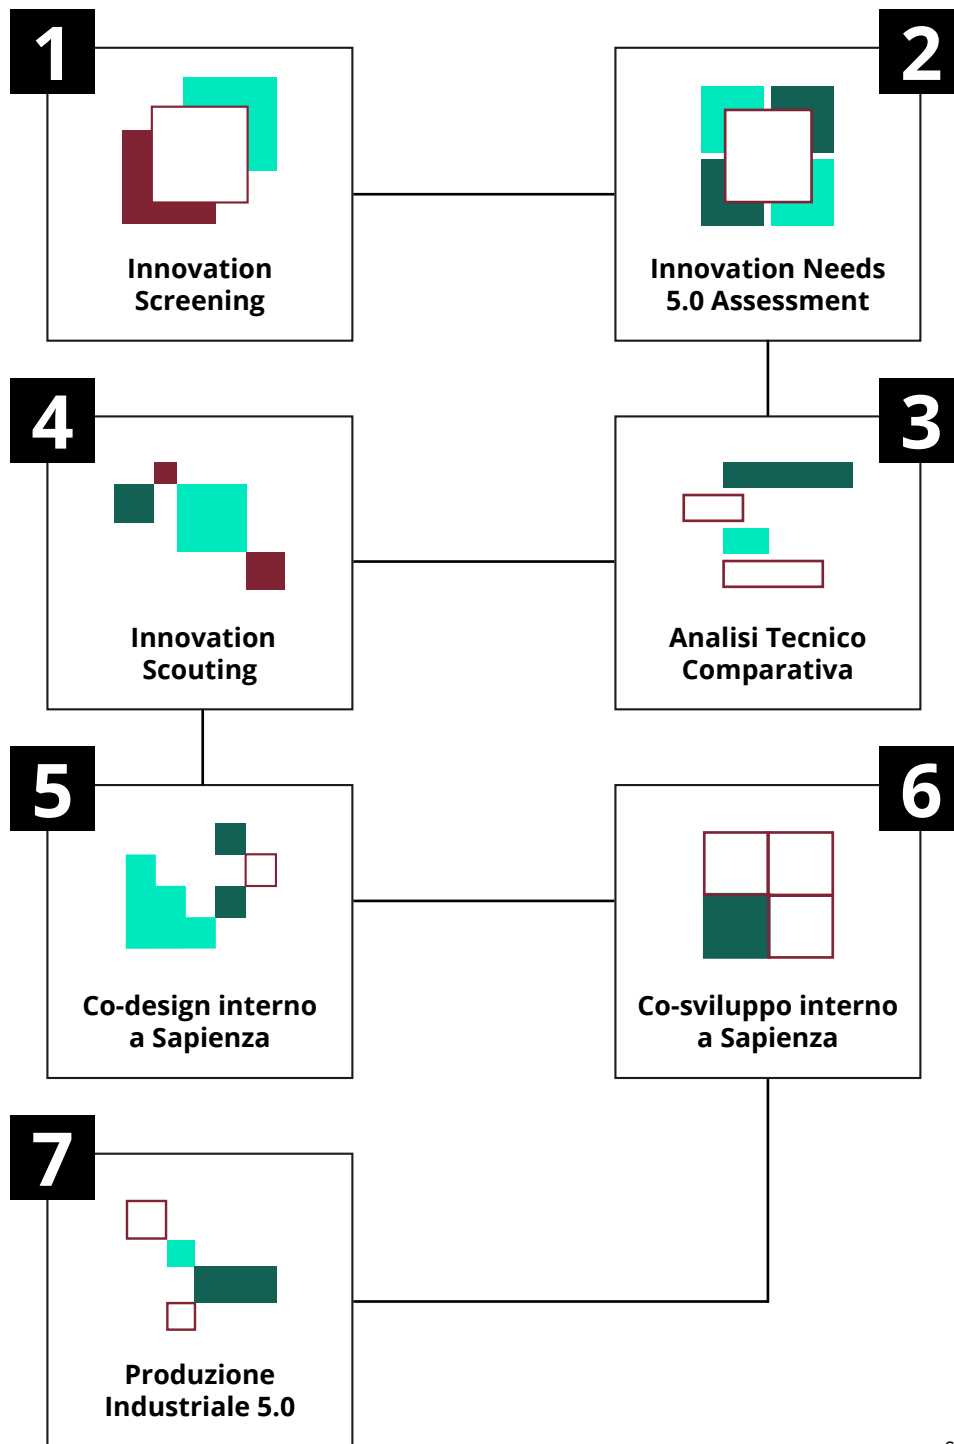 1
Innovation
Screening
2
Innovation Needs
5.0 Assessment
3
Analisi Tecnico
Comparativa
4
Innovation
Scouting
5
Co-design interno
a Sapienza
6
Co-sviluppo interno
a Sapienza
7
Produzione
Industriale 5.0